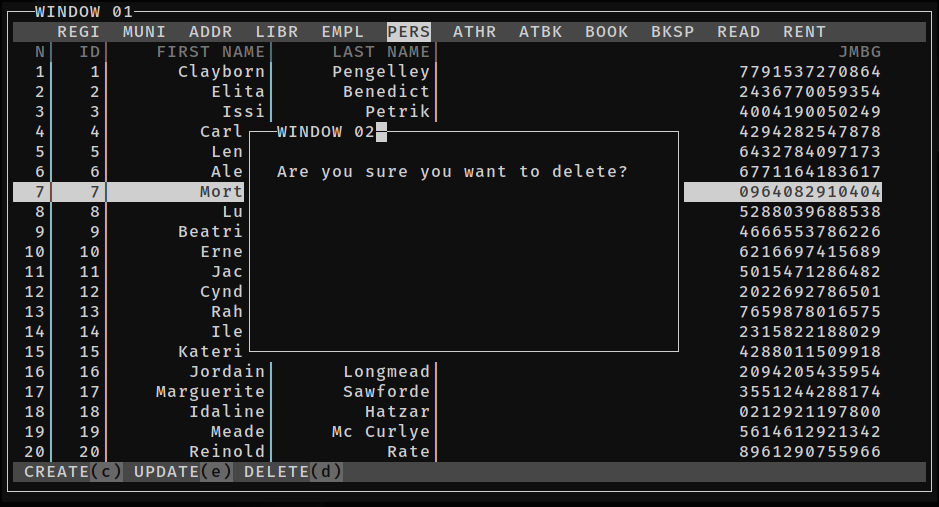 WINDOW 01
REGI MUNI ADDR LIBR EMPL PERS ATHR ATBK BOOK BKSP READ RENT
N ID FIRST NAME LAST NAME JMBG
1 1 Clayborn Pengelley 7791537270864
2 2 Elita Benedict 2436770059354
3 3 Issi Petrik 4004190050249
4 4 Carl WINDOW 02 4294282547878
5 5 Len 6432784097173
6 6 Ale Are you sure you want to delete? 6771164183617
7 7 Mort 0964082910404
8 8 Lu 5288039688538
9 9 Beatri 4666553786226
10 10 Erne 6216697415689
11 11 Jac 5015471286482
12 12 Cynd 2022692786501
13 13 Rah 7659878016575
14 14 Ile 2315822188029
15 15 Kateri 4288011509918
16 16 Jordain Longmead 2094205435954
17 17 Marguerite Sawforde 3551244288174
18 18 Idaline Hatzar 0212921197800
19 19 Meade Mc Curlye 5614612921342
20 20 Reinold Rate 8961290755966
CREATE(c) UPDATE(e) DELETE(d)